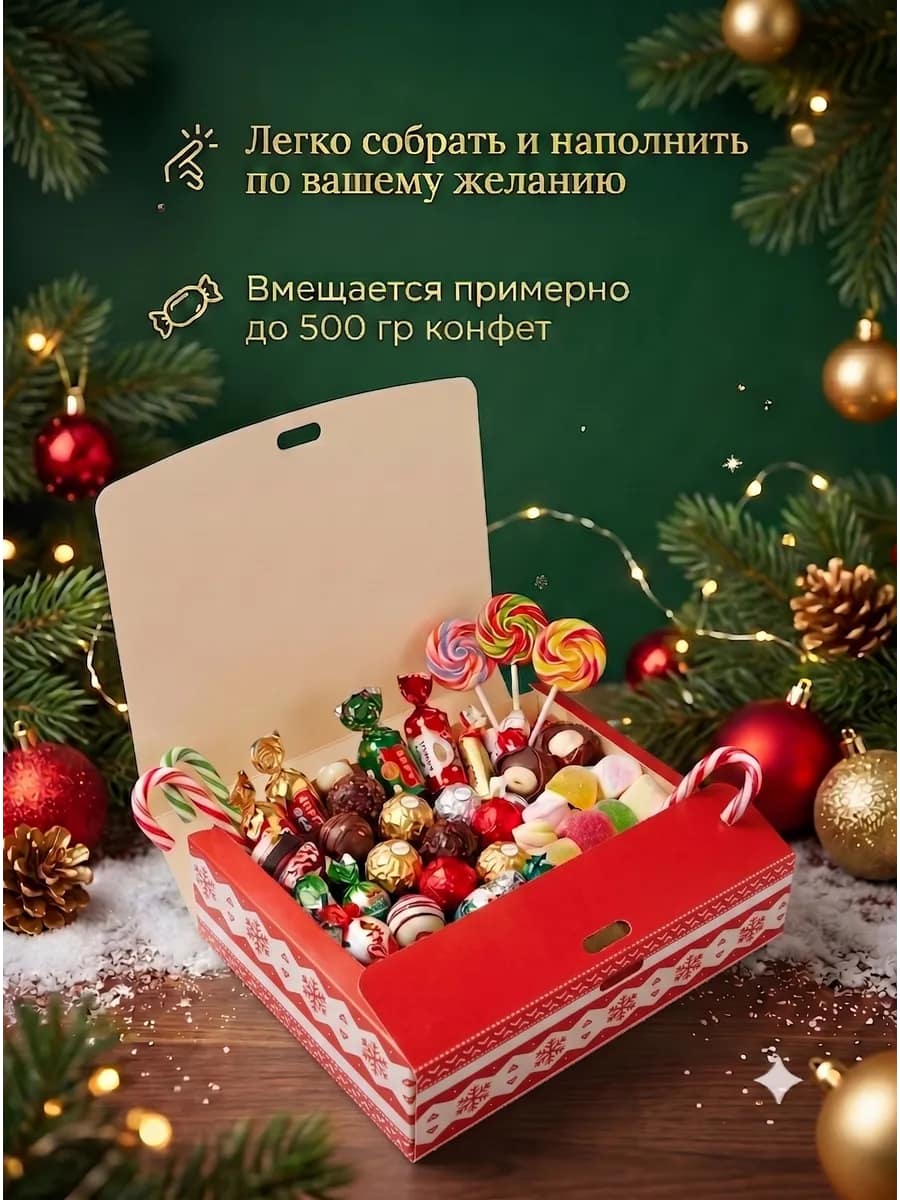 Легко собрать и наполнить
по вашему желанию
Вмещается примерно
до 500 гр конфет